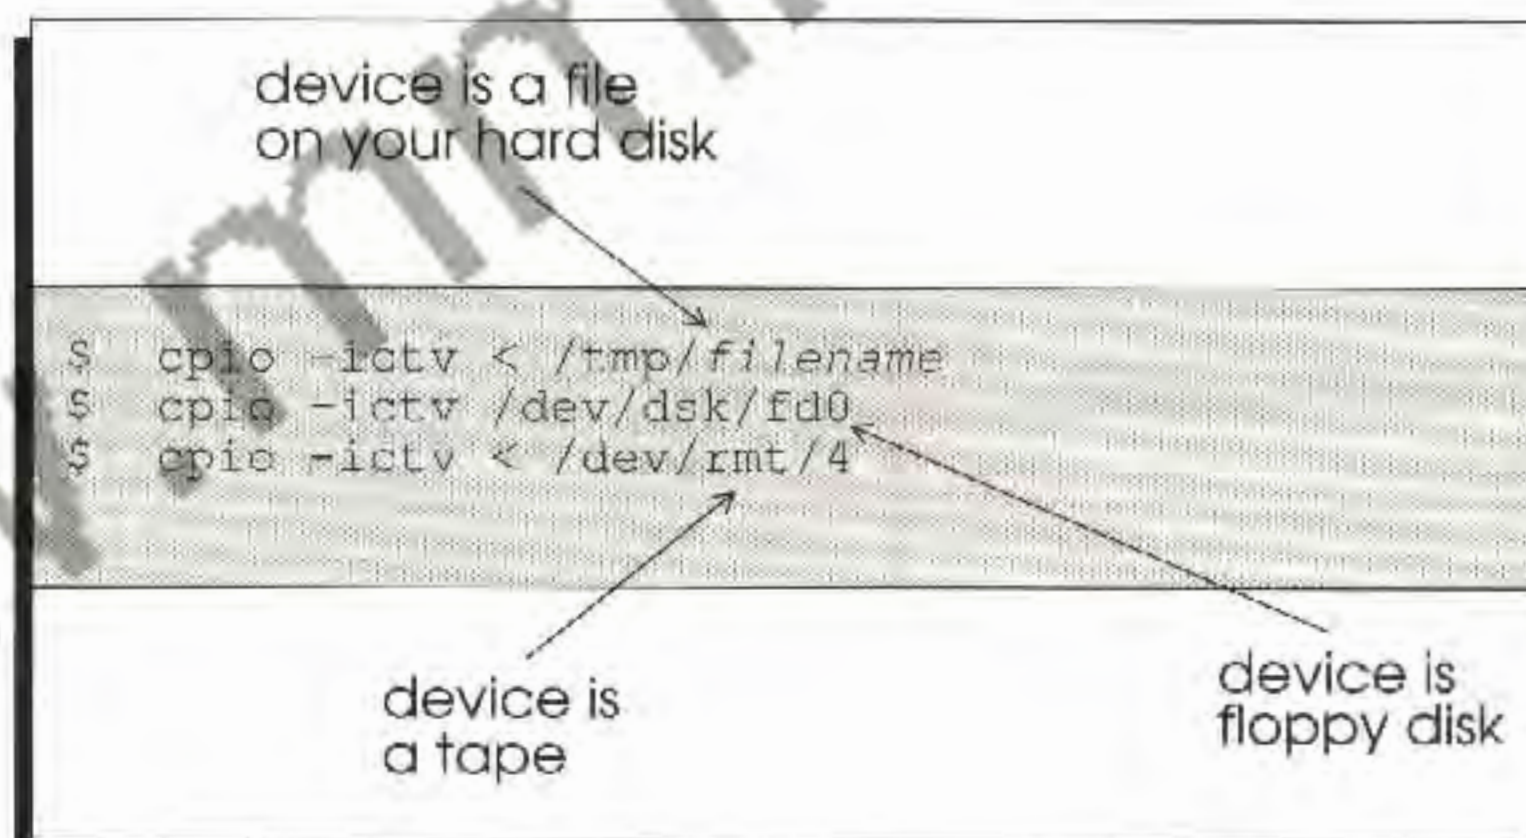 device is a file
on your hard disk
$ cpio -ictv < /tmp/filename
$ cpio -ictv /dev/dsk/fd0
$ cpio -ictv < /dev/rmt/4
device is
a tape
device is
floppy disk